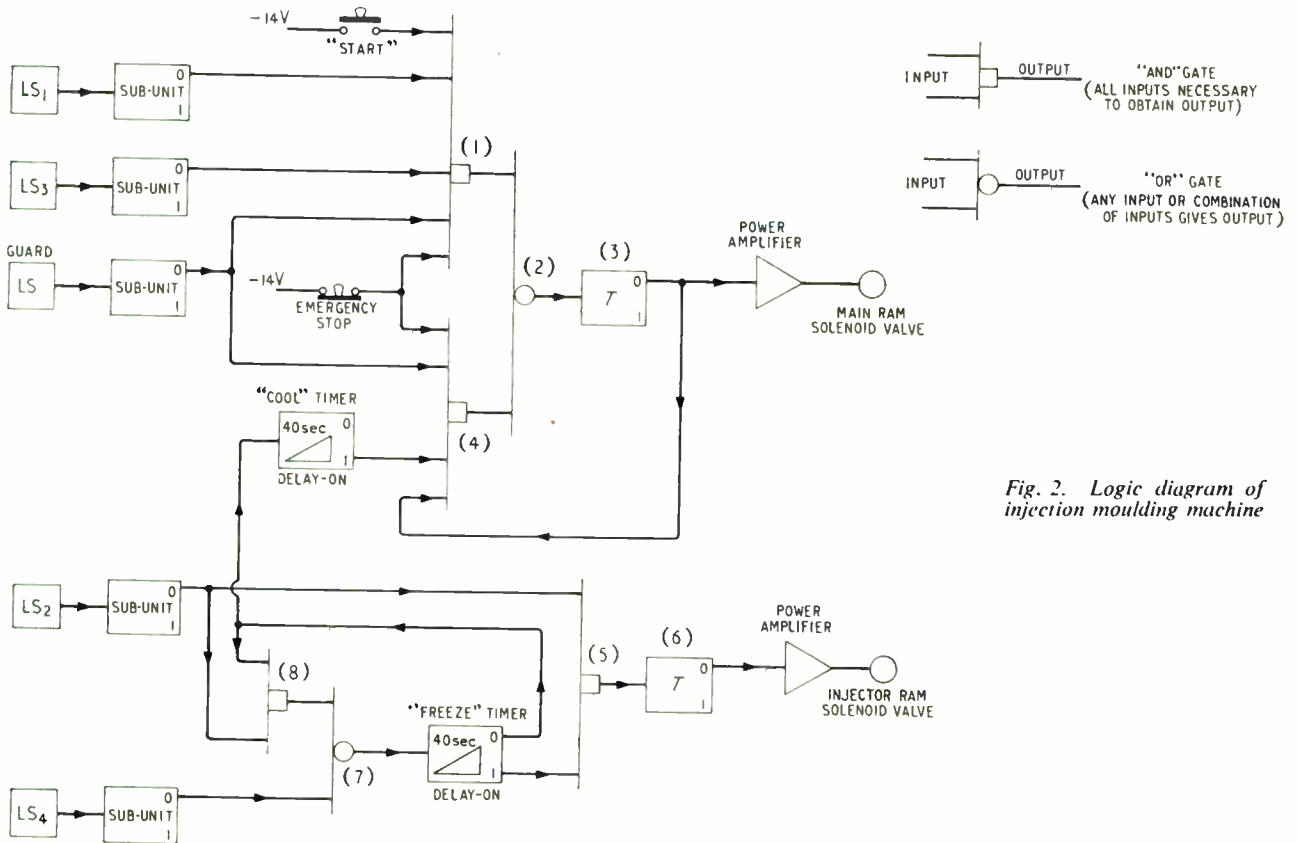 -14V
"START"
LS1
SUB-UNIT
0
1
LS3
SUB-UNIT
0
1
GUARD
LS
SUB-UNIT
0
1
-14V
EMERGENCY
STOP
(1)
(2)
(3)
T
0
1
POWER
AMPLIFIER
MAIN RAM
SOLENOID VALVE
"COOL" TIMER
40sec
0
1
DELAY-ON
(4)
INPUT
OUTPUT
"AND" GATE
(ALL INPUTS NECESSARY
TO OBTAIN OUTPUT)
INPUT
OUTPUT
"OR" GATE
(ANY INPUT OR COMBINATION
OF INPUTS GIVES OUTPUT)
Fig. 2. Logic diagram of
injection moulding machine
LS2
SUB-UNIT
0
1
(8)
(7)
"FREEZE" TIMER
40sec
0
1
DELAY-ON
(5)
(6)
T
0
1
POWER
AMPLIFIER
INJECTOR RAM
SOLENOID VALVE
LS4
SUB-UNIT
0
1